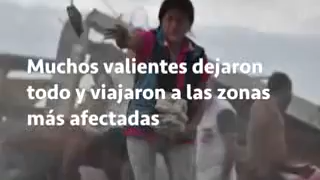 Muchos valientes dejaron
todo y viajaron a las zonas
más afectadas